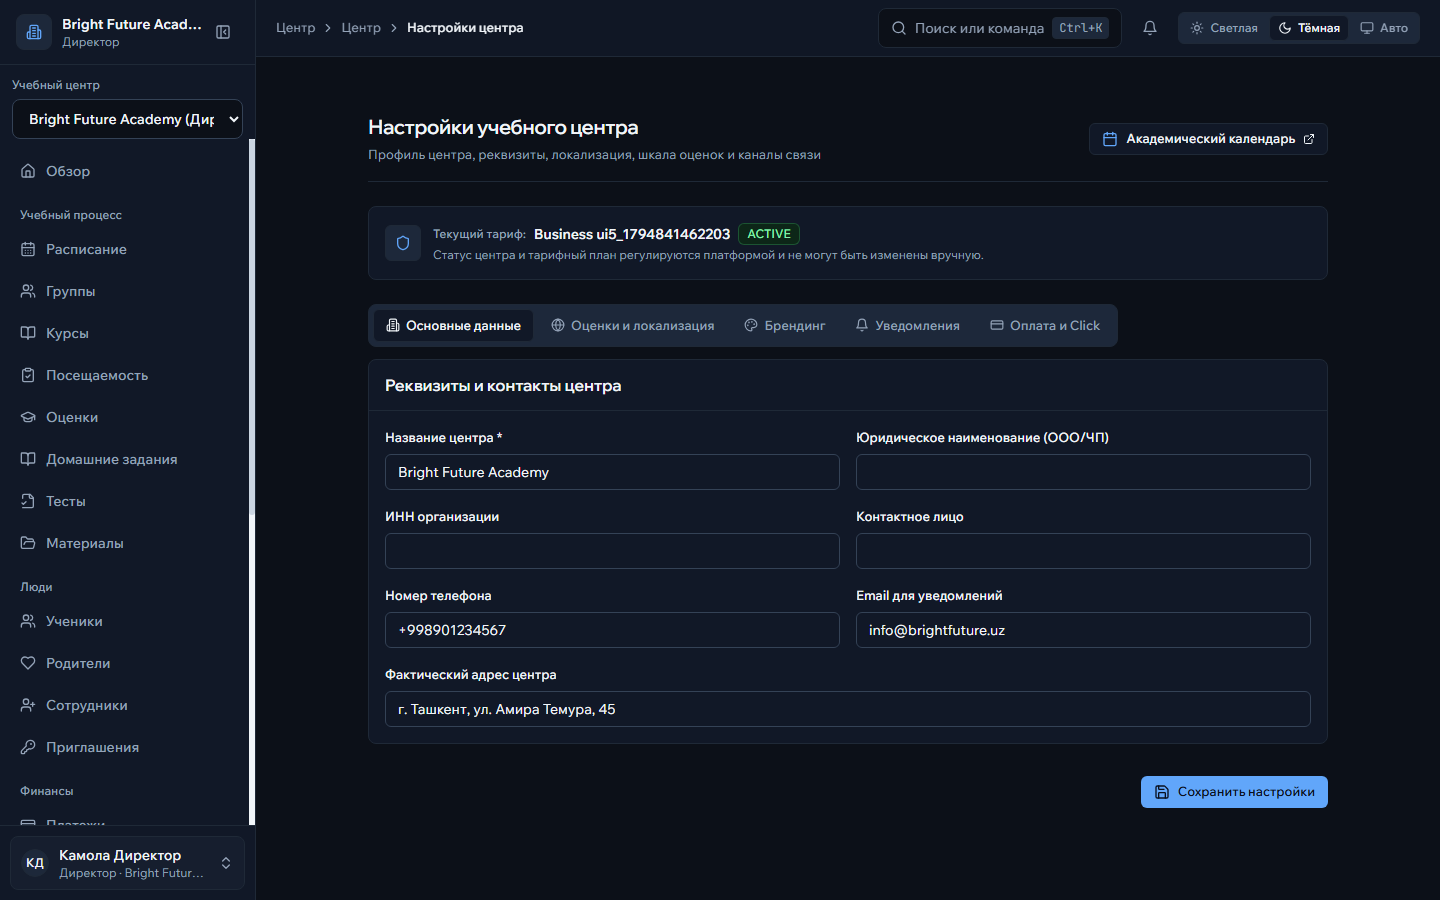 Bright Future Acad...
Директор
Учебный центр
Bright Future Academy (Дир
Обзор
Учебный процесс
Расписание
Группы
Курсы
Посещаемость
Оценки
Домашние задания
Тесты
Материалы
Люди
Ученики
Родители
Сотрудники
Приглашения
Финансы
Платежи
КД
Камола Директор
Директор · Bright Futur...
Центр > Центр > Настройки центра
Поиск или команда Ctrl+K
Светлая Тёмная Авто
Настройки учебного центра
Профиль центра, реквизиты, локализация, шкала оценок и каналы связи
Академический календарь
Текущий тариф: Business ui5_1794841462203 ACTIVE
Статус центра и тарифный план регулируются платформой и не могут быть изменены вручную.
Основные данные Оценки и локализация Брендинг Уведомления Оплата и Click
Реквизиты и контакты центра
Название центра * Юридическое наименование (ООО/ЧП)
Bright Future Academy
ИНН организации Контактное лицо
Номер телефона Email для уведомлений
+998901234567 info@brightfuture.uz
Фактический адрес центра
г. Ташкент, ул. Амира Темура, 45
Сохранить настройки